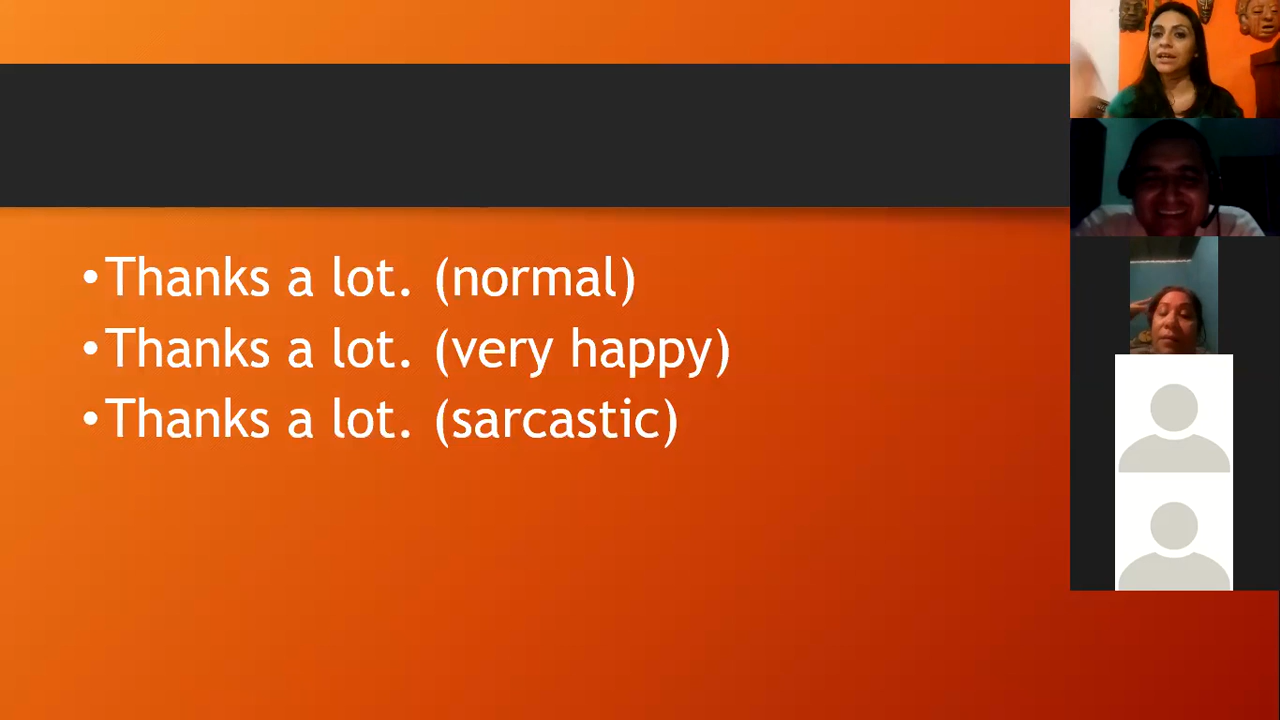 •Thanks a lot. (normal)
•Thanks a lot. (very happy)
•Thanks a lot. (sarcastic)